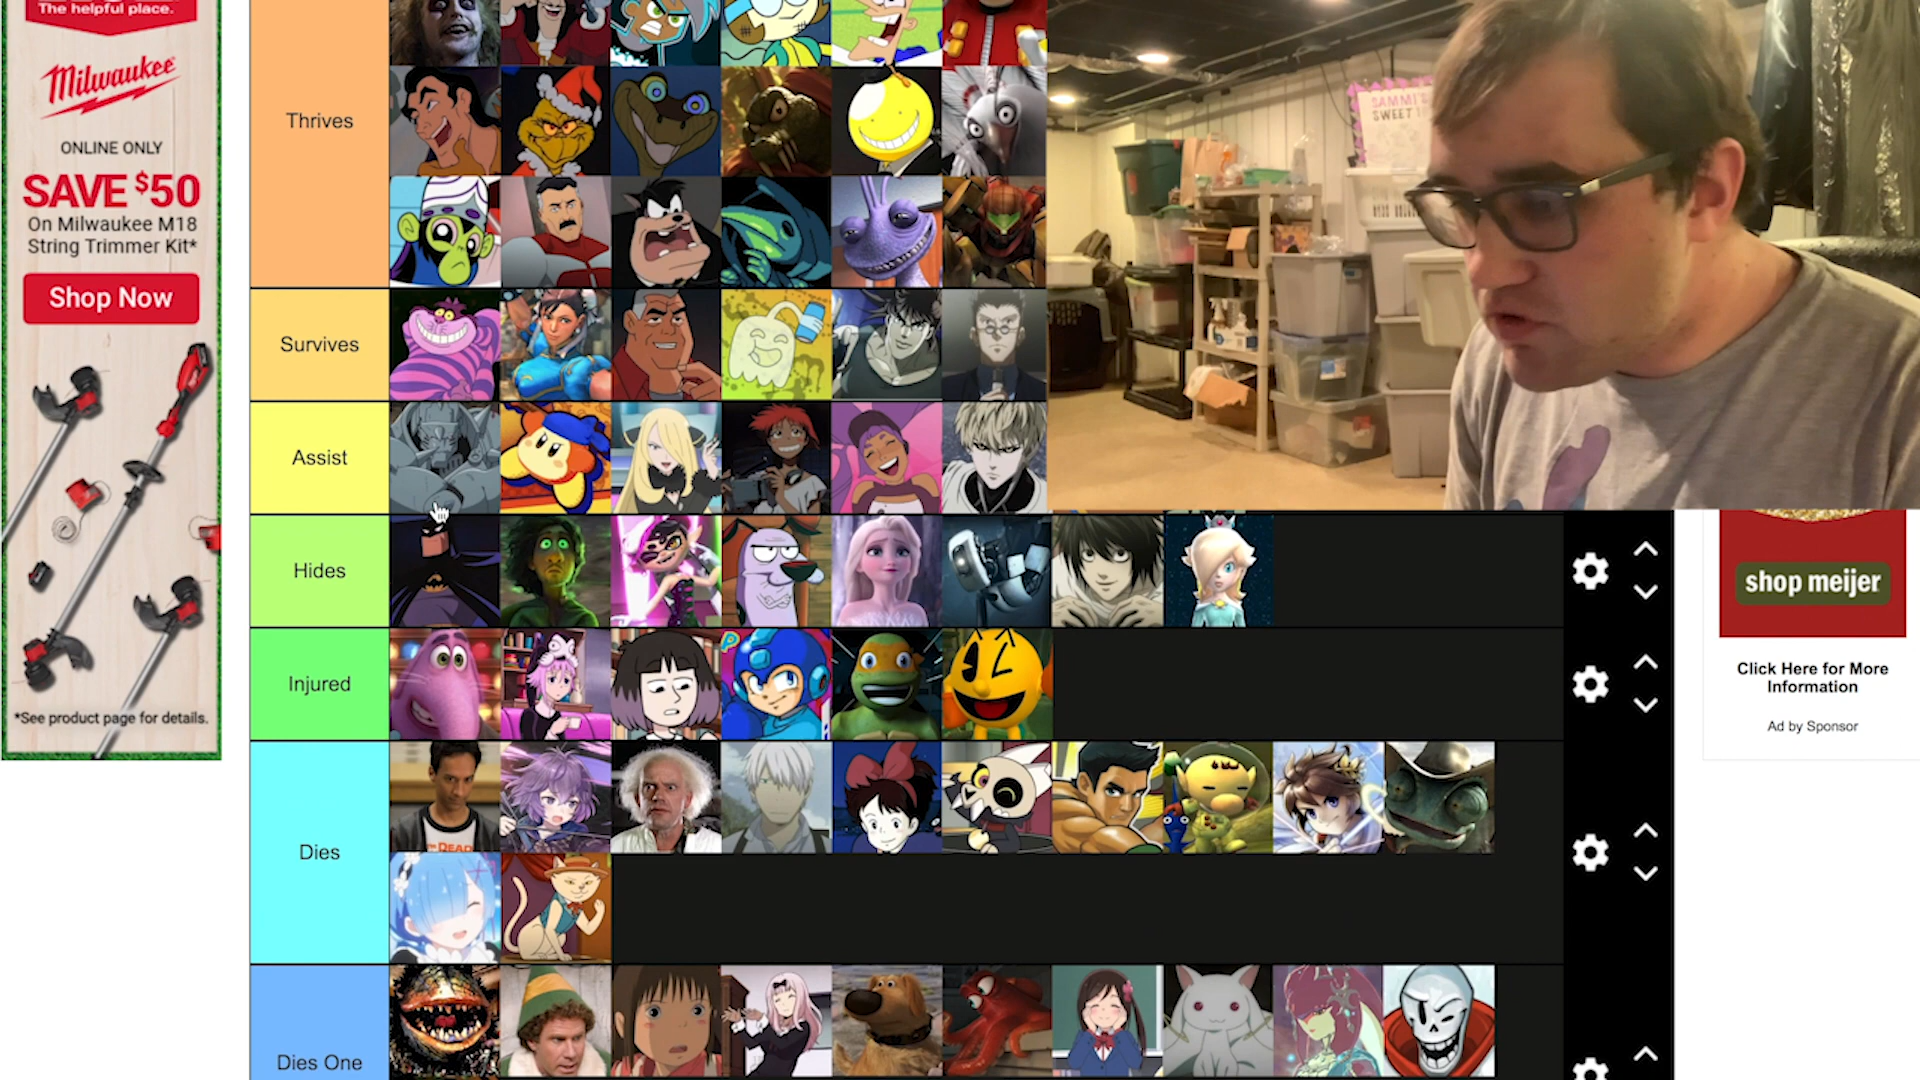 The helpful place.
Milwaukee
ONLINE ONLY
SAVE $50
On Milwaukee M18
String Trimmer Kit*
Shop Now
*See product page for details.
Thrives
Survives
Assist
Hides
Injured
Dies
Dies One
SAMMI'S
SWEET
P
shop meijer
Click Here for More
Information
Ad by Sponsor